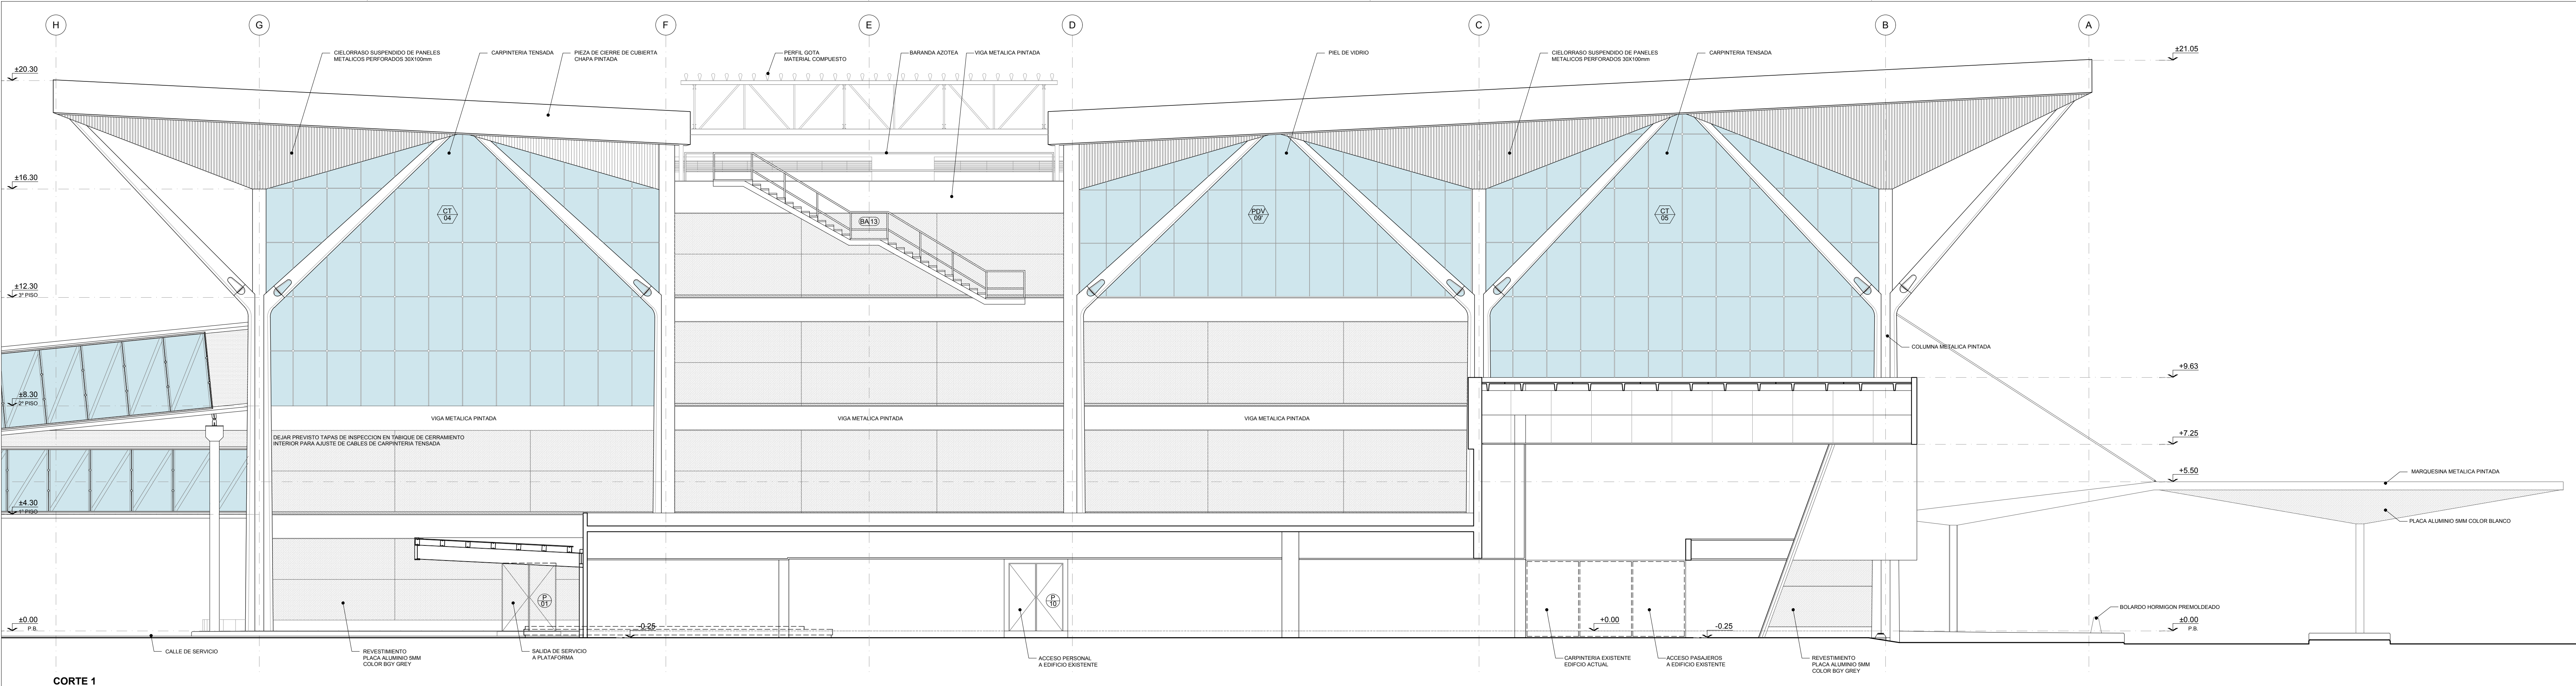 H
G
F
E
D
C
B
A
CIELORRASO SUSPENDIDO DE PANELES
METALICOS PERFORADOS 30X100mm
CARPINTERIA TENSADA
PIEZA DE CIERRE DE CUBIERTA
CHAPA PINTADA
PERFIL GOTA
MATERIAL COMPUESTO
BARANDA AZOTEA
VIGA METALICA PINTADA
PIEL DE VIDRIO
CIELORRASO SUSPENDIDO DE PANELES
METALICOS PERFORADOS 30X100mm
CARPINTERIA TENSADA
±21.05
±20.30
±16.30
CT
04
BA 13
PDV
09'
CT
05
±12.30
3º PISO
COLUMNA METALICA PINTADA
+9.63
±8.30
2º PISO
VIGA METALICA PINTADA
VIGA METALICA PINTADA
VIGA METALICA PINTADA
DEJAR PREVISTO TAPAS DE INSPECCION EN TABIQUE DE CERRAMIENTO
INTERIOR PARA AJUSTE DE CABLES DE CARPINTERIA TENSADA
+7.25
+5.50
MARQUESINA METALICA PINTADA
±4.30
1º PISO
PLACA ALUMINIO 5MM COLOR BLANCO
P
01
P
10
BOLARDO HORMIGON PREMOLDEADO
±0.00
P.B.
-0.25
+0.00
-0.25
±0.00
P.B.
CALLE DE SERVICIO
REVESTIMIENTO
PLACA ALUMINIO 5MM
COLOR BGY GREY
SALIDA DE SERVICIO
A PLATAFORMA
ACCESO PERSONAL
A EDIFICIO EXISTENTE
CARPINTERIA EXISTENTE
EDIFCIO ACTUAL
ACCESO PASAJEROS
A EDIFICIO EXISTENTE
REVESTIMIENTO
PLACA ALUMINIO 5MM
COLOR BGY GREY
CORTE 1